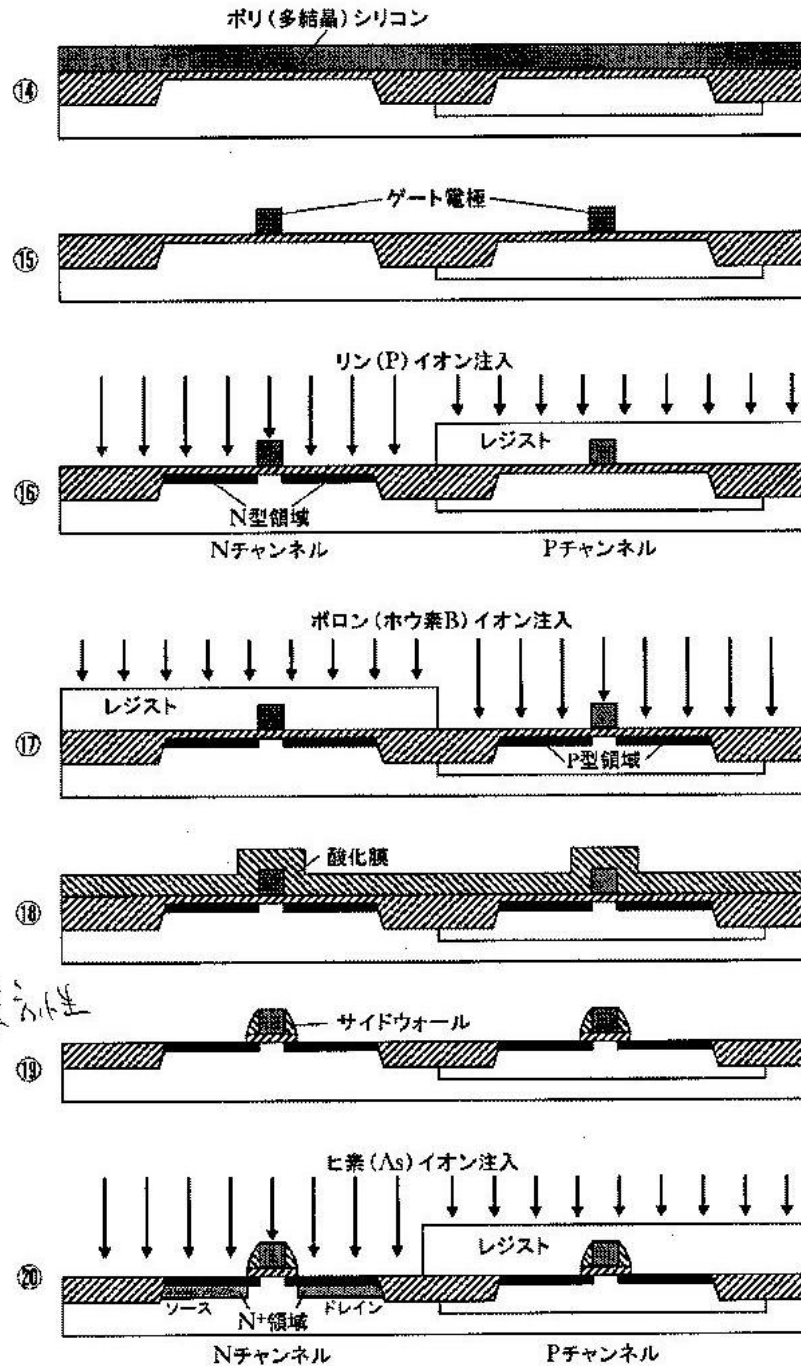 ポリ(多結晶)シリコン
⑭
ゲート電極
⑮
リン(P)イオン注入
レジスト
⑯
N型領域
Nチャンネル
Pチャンネル
ボロン(ホウ素B)イオン注入
レジスト
⑰
P型領域
酸化膜
⑱
サイドウォール
⑲
ヒ素(As)イオン注入
レジスト
⑳
ソース
N+領域
ドレイン
Nチャンネル
Pチャンネル